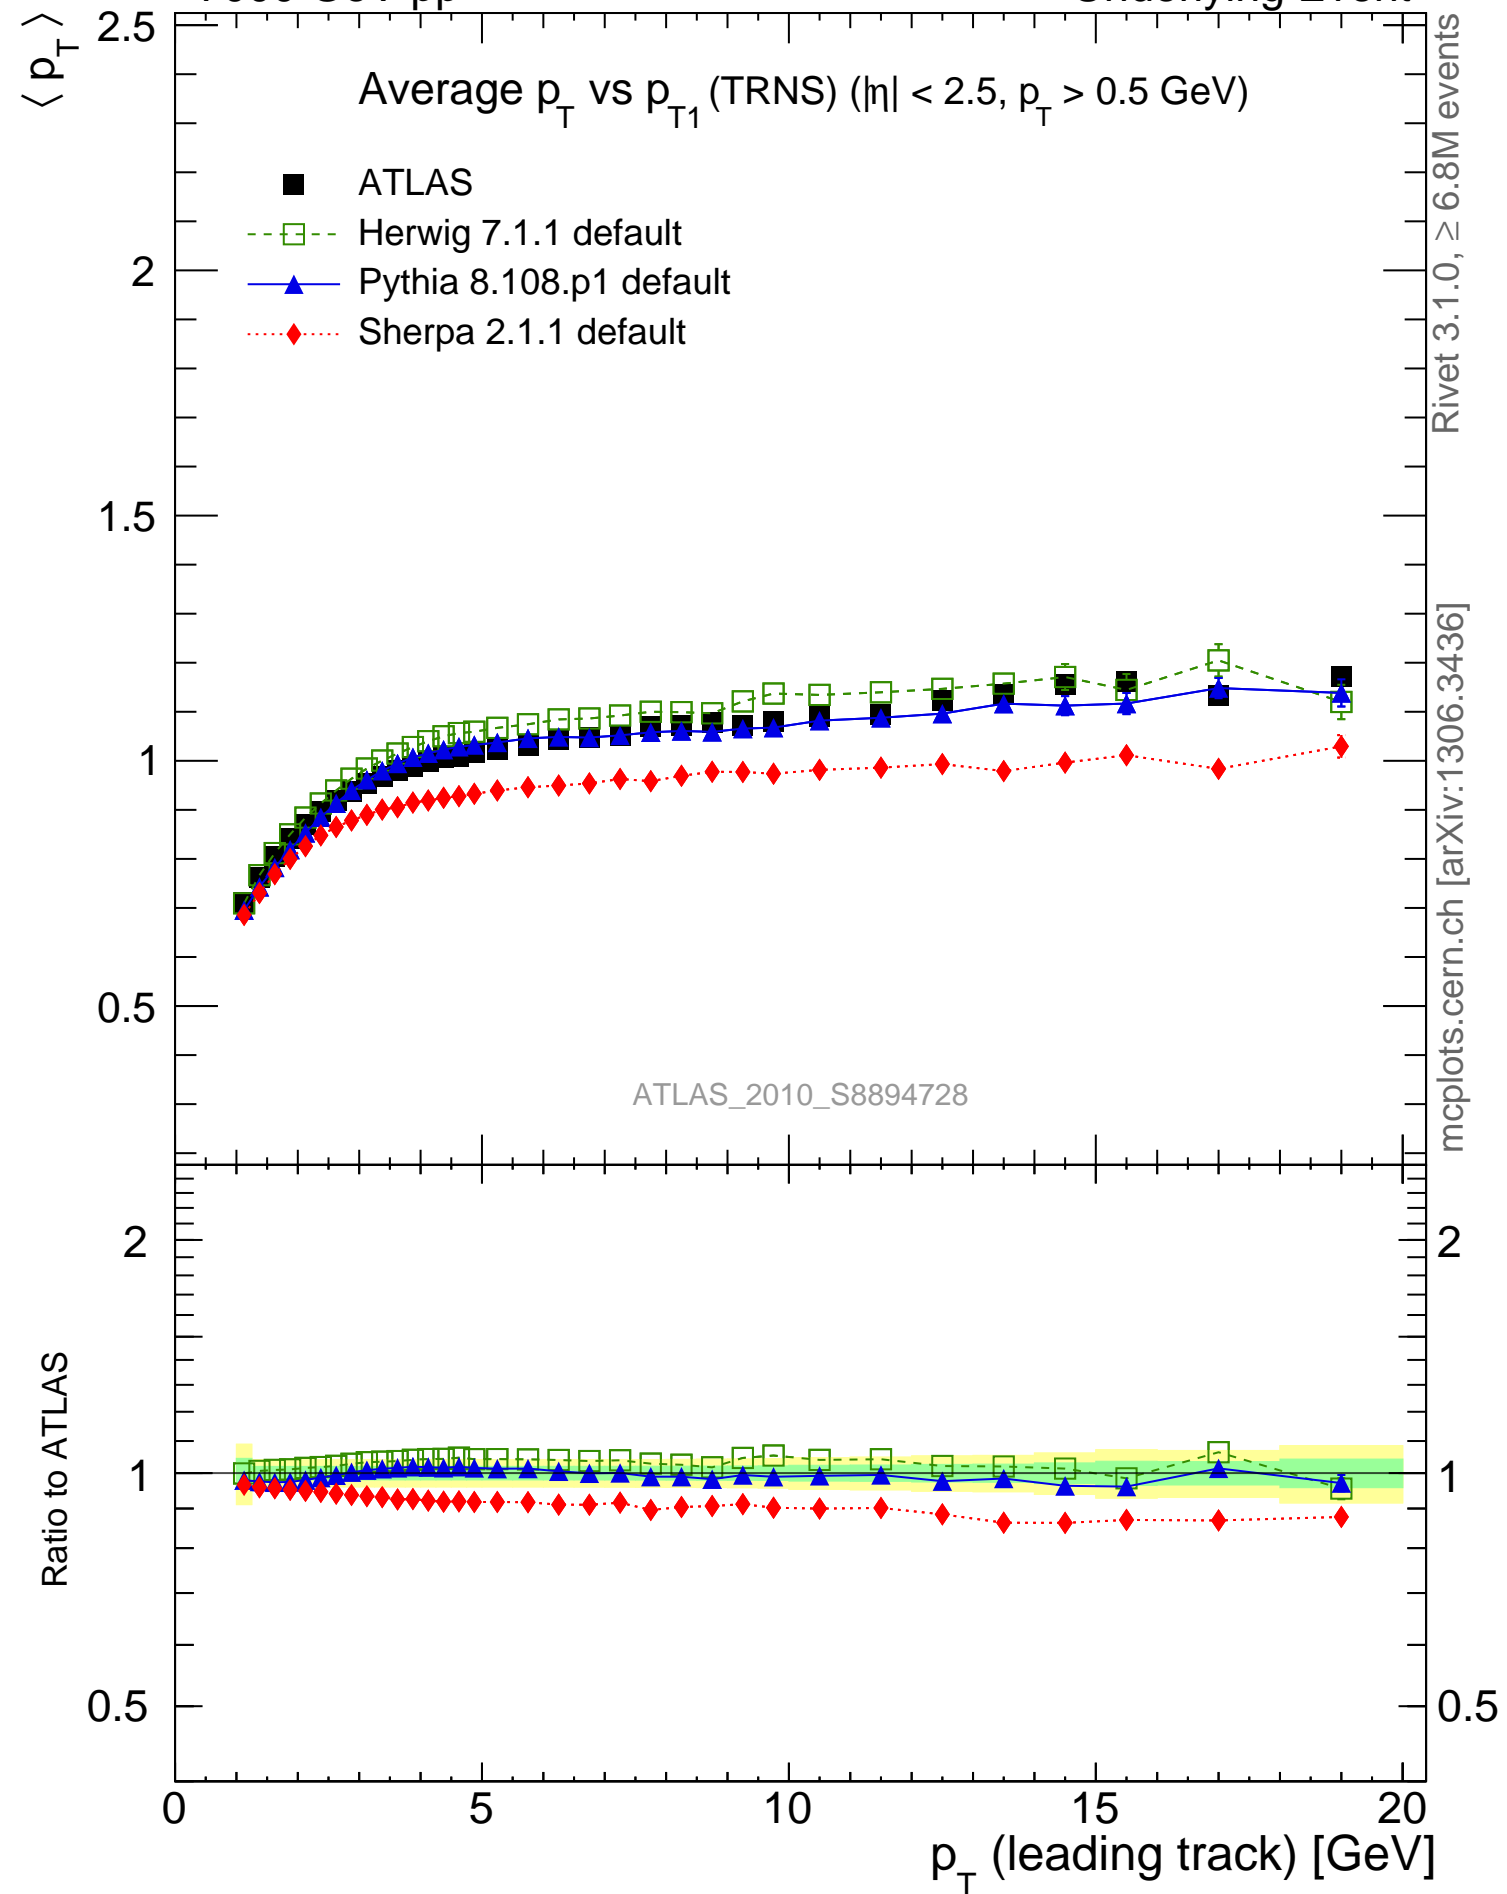 ⟨ p_T ⟩
Average p_T vs p_T1 (TRNS) (|η| < 2.5, p_T > 0.5 GeV)
ATLAS
Herwig 7.1.1 default
Pythia 8.108.p1 default
Sherpa 2.1.1 default
2.5
2
1.5
1
0.5
ATLAS_2010_S8894728
Rivet 3.1.0, ≥ 6.8M events
mcplots.cern.ch [arXiv:1306.3436]
Ratio to ATLAS
2
1
0.5
2
1
0.5
0 5 10 15 20
p_T (leading track) [GeV]